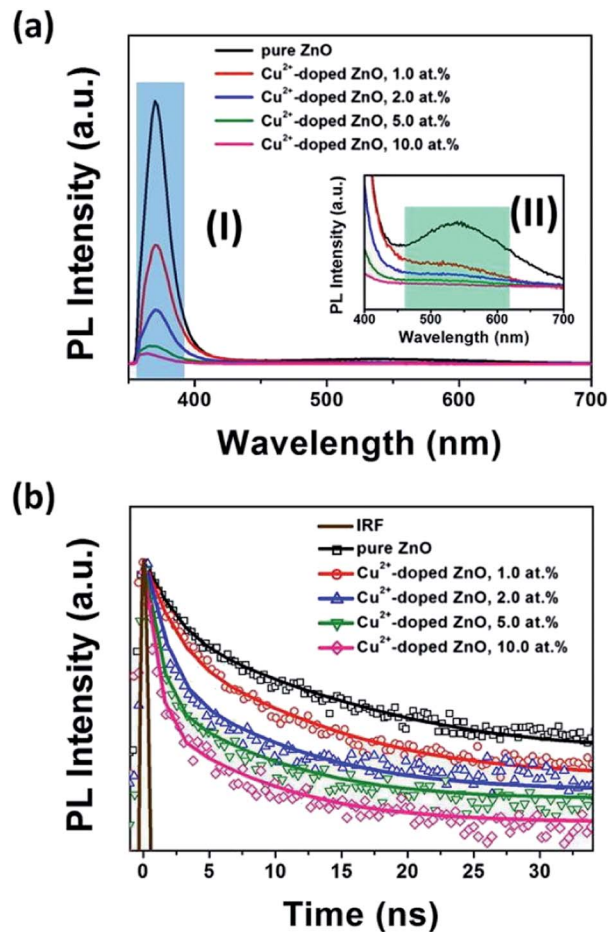 (a)
pure ZnO
Cu²⁺-doped ZnO, 1.0 at.%
Cu²⁺-doped ZnO, 2.0 at.%
Cu²⁺-doped ZnO, 5.0 at.%
Cu²⁺-doped ZnO, 10.0 at.%
(I)
(II)
PL Intensity (a.u.)
400 500 600 700
Wavelength (nm)
PL Intensity (a.u.)
400 500 600 700
Wavelength (nm)
(b)
IRF
pure ZnO
Cu²⁺-doped ZnO, 1.0 at.%
Cu²⁺-doped ZnO, 2.0 at.%
Cu²⁺-doped ZnO, 5.0 at.%
Cu²⁺-doped ZnO, 10.0 at.%
PL Intensity (a.u.)
0 5 10 15 20 25 30
Time (ns)